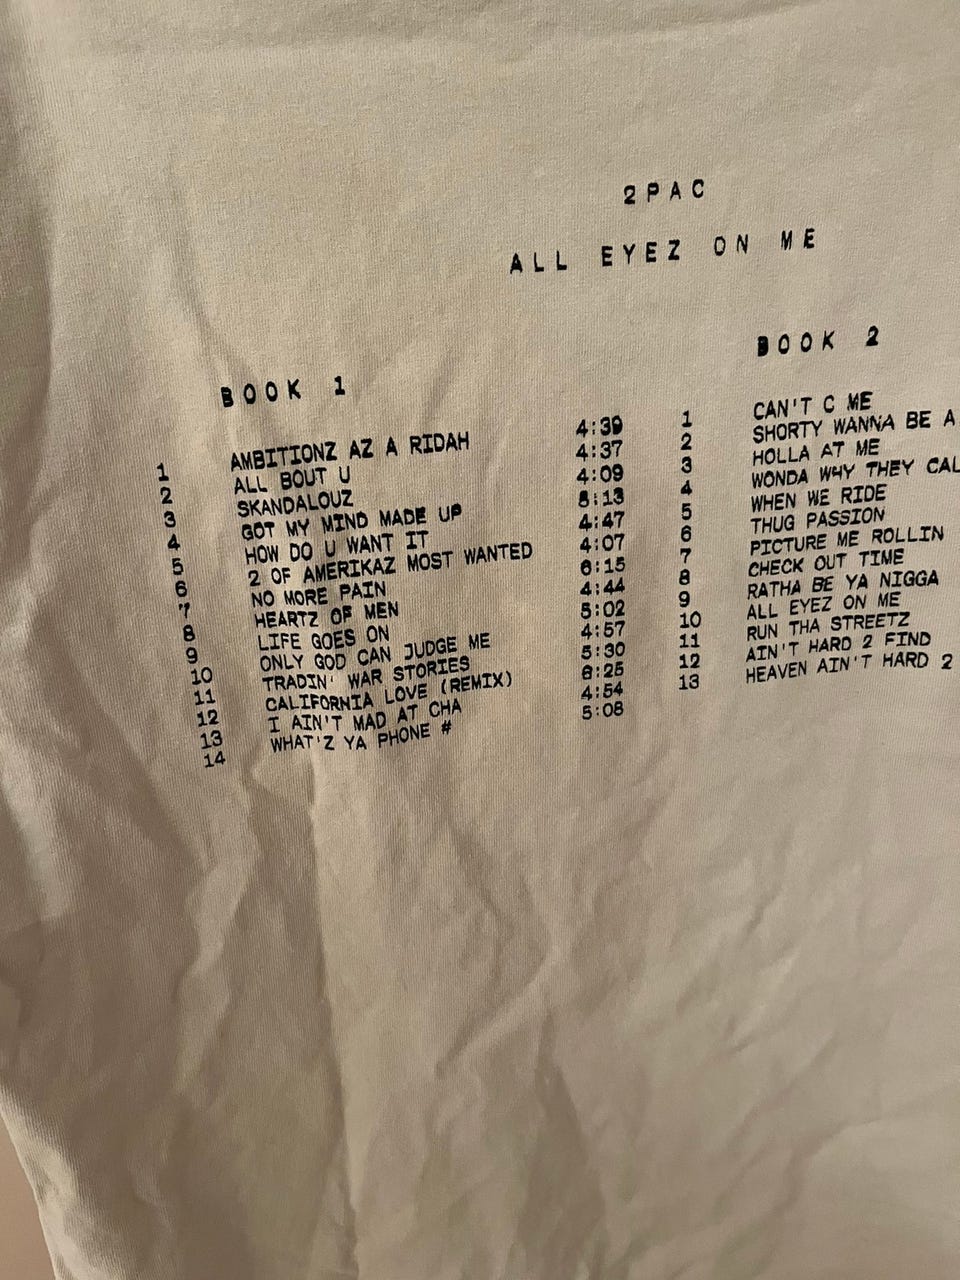 2PAC
ALL EYEZ ON ME
BOOK 1
1 AMBITIONZ AZ A RIDAH 4:39
2 ALL BOUT U 4:37
3 SKANDALOUZ 4:09
4 GOT MY MIND MADE UP 5:13
5 HOW DO U WANT IT 4:47
6 2 OF AMERIKAZ MOST WANTED 4:07
7 NO MORE PAIN 6:15
8 HEARTZ OF MEN 4:44
9 LIFE GOES ON 5:02
10 ONLY GOD CAN JUDGE ME 4:57
11 TRADIN' WAR STORIES 5:30
12 CALIFORNIA LOVE (REMIX) 6:25
13 I AIN'T MAD AT CHA 4:54
14 WHAT'Z YA PHONE # 5:08
BOOK 2
1 CAN'T C ME
2 SHORTY WANNA BE A
3 HOLLA AT ME
4 WONDA WHY THEY CAL
5 WHEN WE RIDE
6 THUG PASSION
7 PICTURE ME ROLLIN
8 CHECK OUT TIME
9 RATHA BE YA NIGGA
10 ALL EYEZ ON ME
11 RUN THA STREETZ
12 AIN'T HARD 2 FIND
13 HEAVEN AIN'T HARD 2